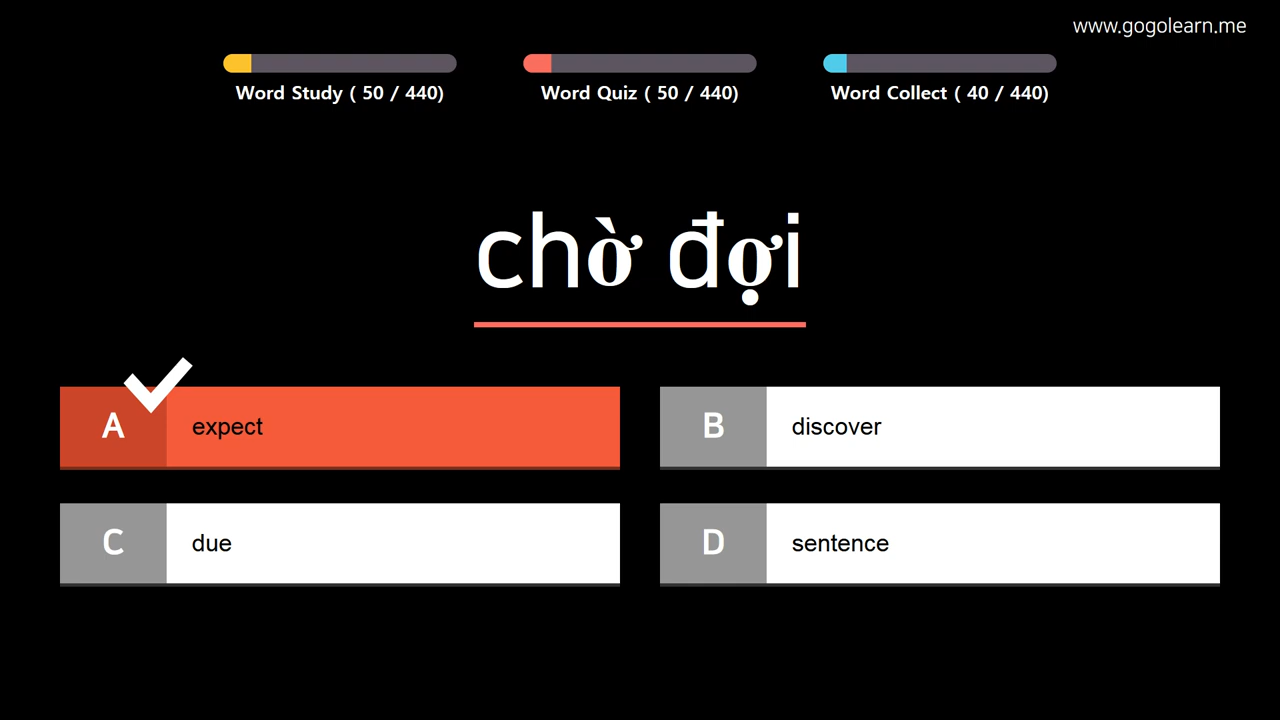 www.gogolearn.me
Word Study ( 50 / 440)
Word Quiz ( 50 / 440)
Word Collect ( 40 / 440)
chờ đợi
A expect
B discover
C due
D sentence